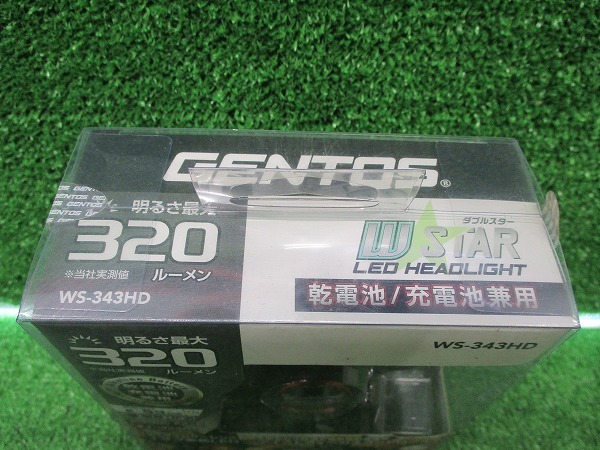 GENTOS®
GENTOS GENTOS
明るさ最大
320
※当社実測値 ルーメン
WS-343HD
ダブルスター
W STAR
LED HEADLIGHT
乾電池/充電池兼用
明るさ最大
320
ルーメン
WS-343HD